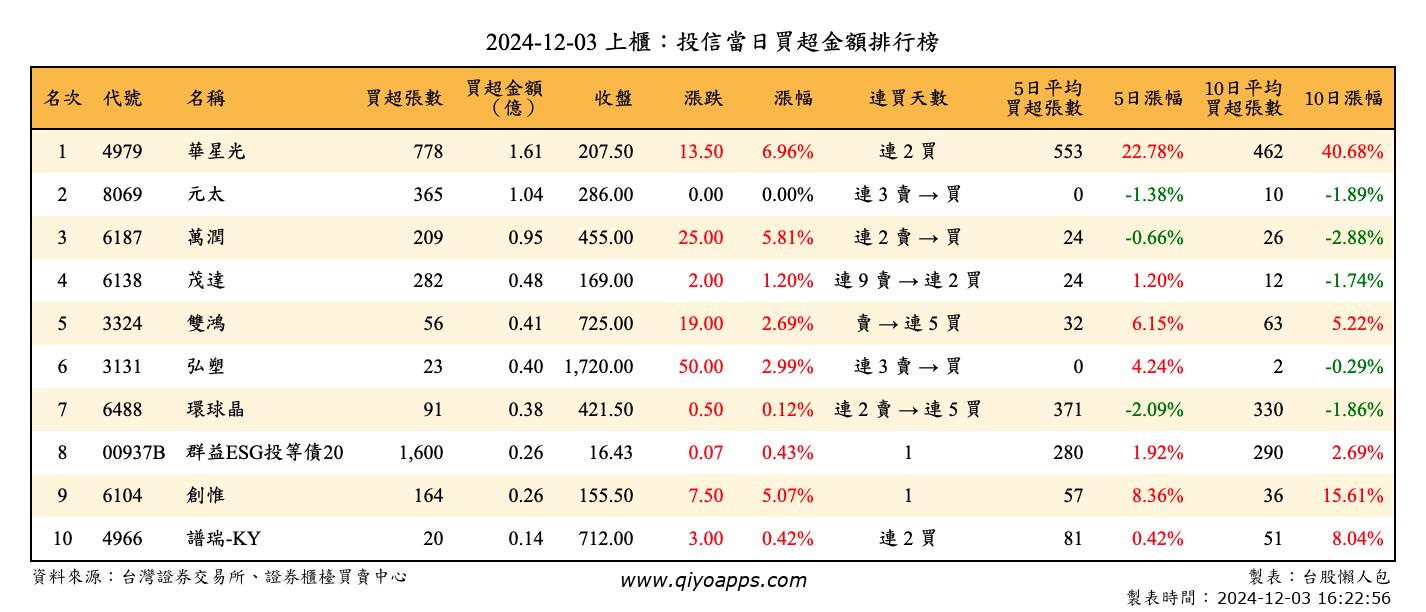 2024-12-03 上櫃：投信當日買超金額排行榜
名次 代號 名稱 買超張數 買超金額（億） 收盤 漲跌 漲幅 連買天數 5日平均買超張數 5日漲幅 10日平均買超張數 10日漲幅
1 4979 華星光 778 1.61 207.50 13.50 6.96% 連 2 買 553 22.78% 462 40.68%
2 8069 元太 365 1.04 286.00 0.00 0.00% 連 3 賣 → 買 0 -1.38% 10 -1.89%
3 6187 萬潤 209 0.95 455.00 25.00 5.81% 連 2 賣 → 買 24 -0.66% 26 -2.88%
4 6138 茂達 282 0.48 169.00 2.00 1.20% 連 9 賣 → 連 2 買 24 1.20% 12 -1.74%
5 3324 雙鴻 56 0.41 725.00 19.00 2.69% 賣 → 連 5 買 32 6.15% 63 5.22%
6 3131 弘塑 23 0.40 1,720.00 50.00 2.99% 連 3 賣 → 買 0 4.24% 2 -0.29%
7 6488 環球晶 91 0.38 421.50 0.50 0.12% 連 2 賣 → 連 5 買 371 -2.09% 330 -1.86%
8 00937B 群益ESG投等債20 1,600 0.26 16.43 0.07 0.43% 1 280 1.92% 290 2.69%
9 6104 創惟 164 0.26 155.50 7.50 5.07% 1 57 8.36% 36 15.61%
10 4966 譜瑞-KY 20 0.14 712.00 3.00 0.42% 連 2 買 81 0.42% 51 8.04%
資料來源：台灣證券交易所、證券櫃檯買賣中心 www.qiyoapps.com 製表：台股懶人包
製表時間：2024-12-03 16:22:56